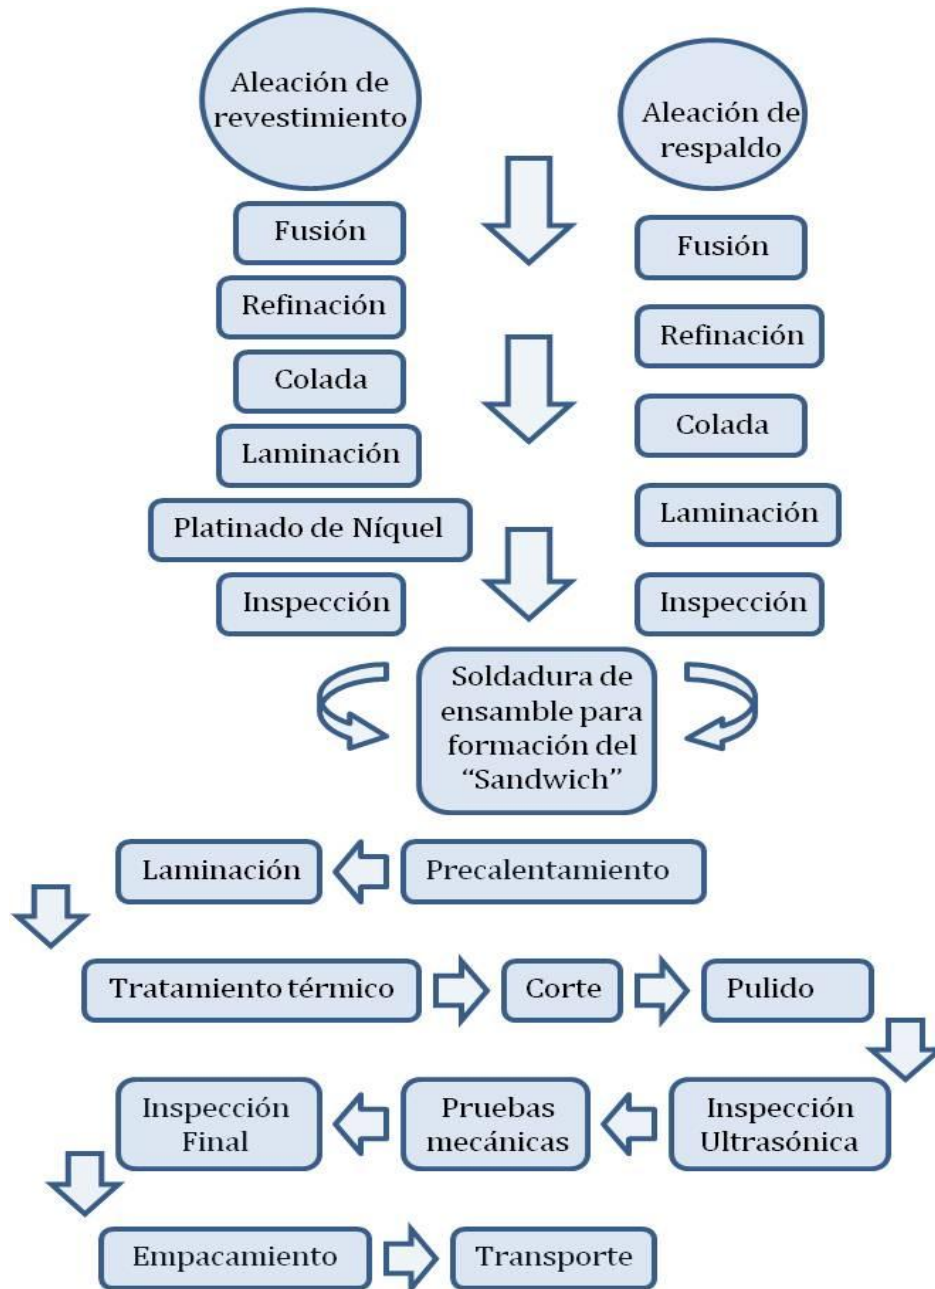 Aleación de
revestimiento
Fusión
Refinación
Colada
Laminación
Platinado de Níquel
Inspección
Aleación de
respaldo
Fusión
Refinación
Colada
Laminación
Inspección
Soldadura de
ensamble para
formación del
“Sandwich”
Precalentamiento
Laminación
Tratamiento térmico
Corte
Pulido
Inspección
Ultrasónica
Pruebas
mecánicas
Inspección
Final
Empacamiento
Transporte